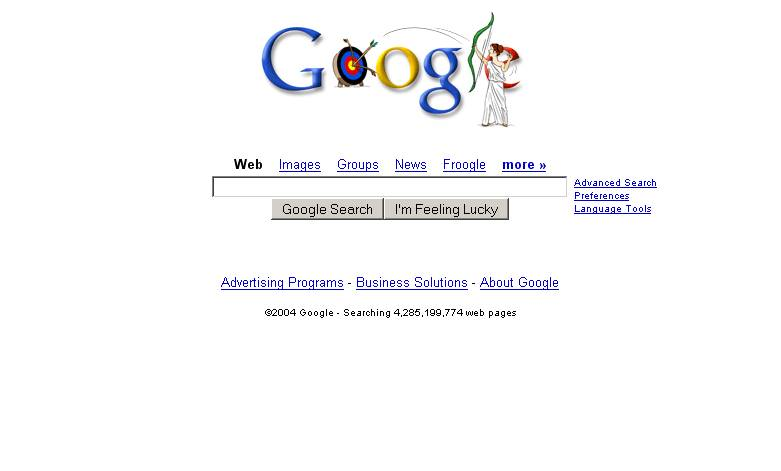 Google
Web Images Groups News Froogle more »
Advanced Search
Preferences
Language Tools
Google Search I'm Feeling Lucky
Advertising Programs - Business Solutions - About Google
©2004 Google - Searching 4,285,199,774 web pages